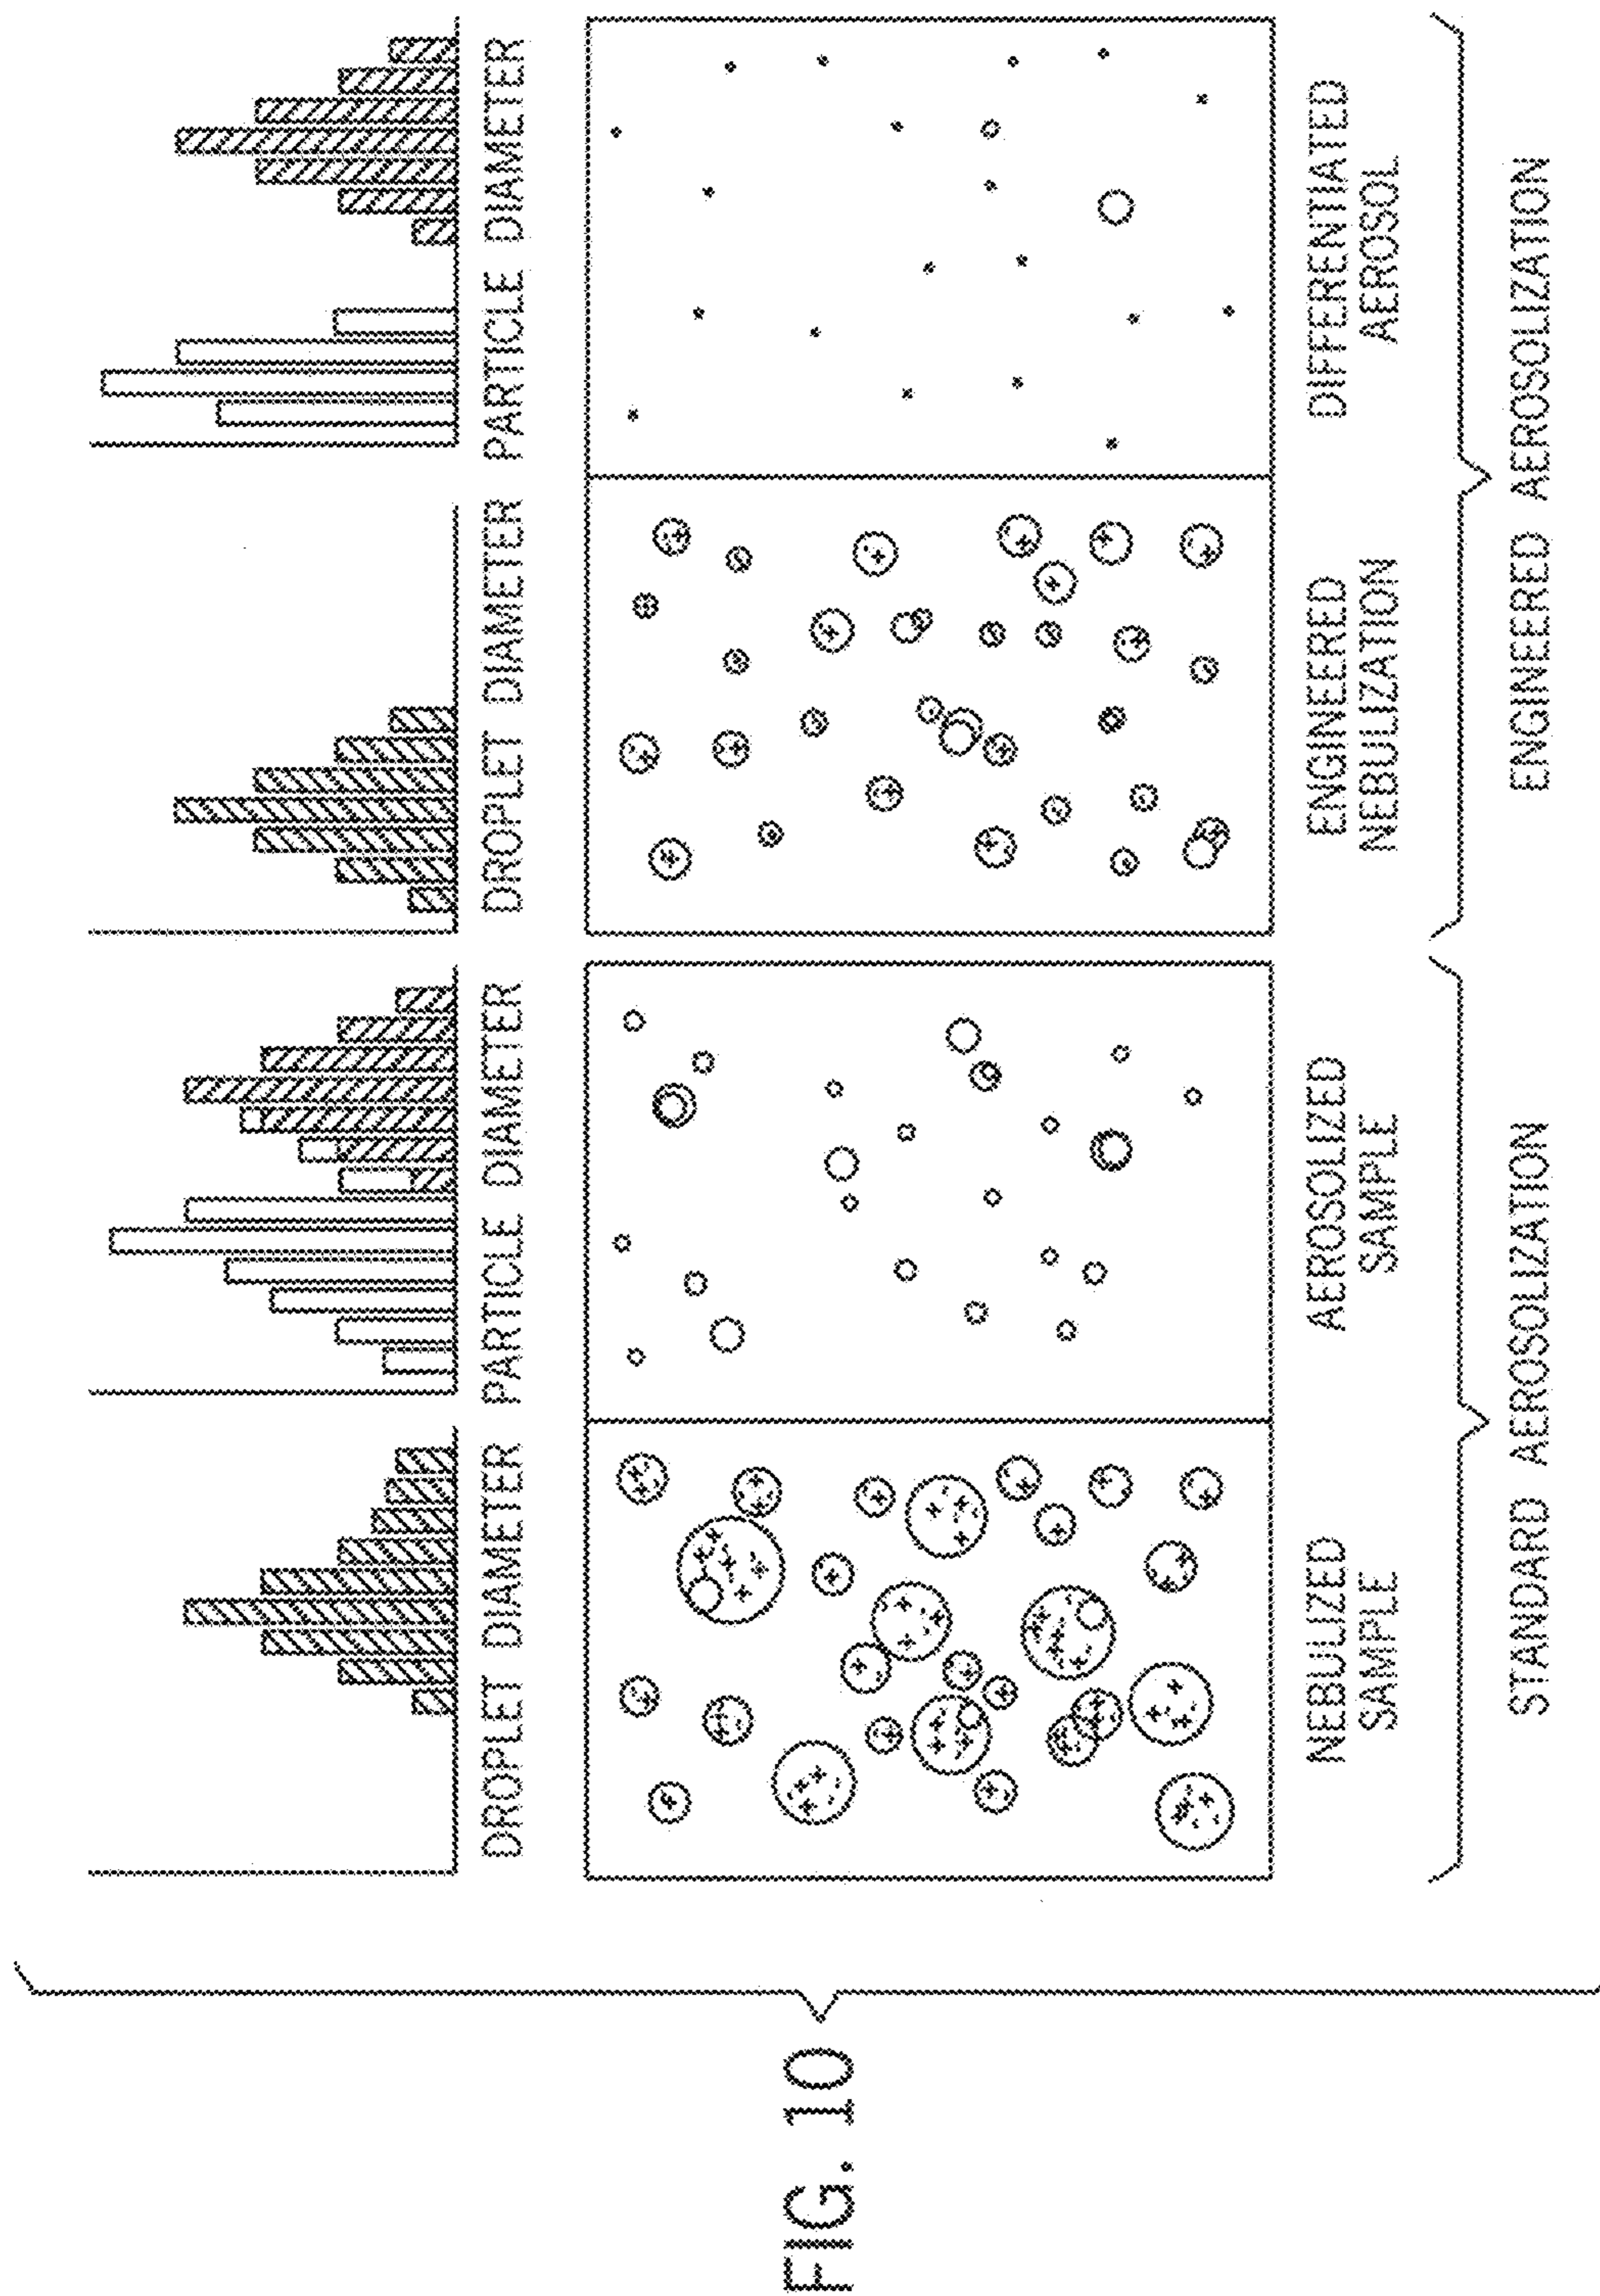 DROPLET DIAMETER
PARTICLE DIAMETER
DROPLET DIAMETER
PARTICLE DIAMETER
NEBULIZED
SAMPLE
AEROSOLIZED
SAMPLE
ENGINEERED
NEBULIZATION
DIFFERENTIATED
AEROSOL
STANDARD AEROSOLIZATION
ENGINEERED AEROSOLIZATION
FIG. 10